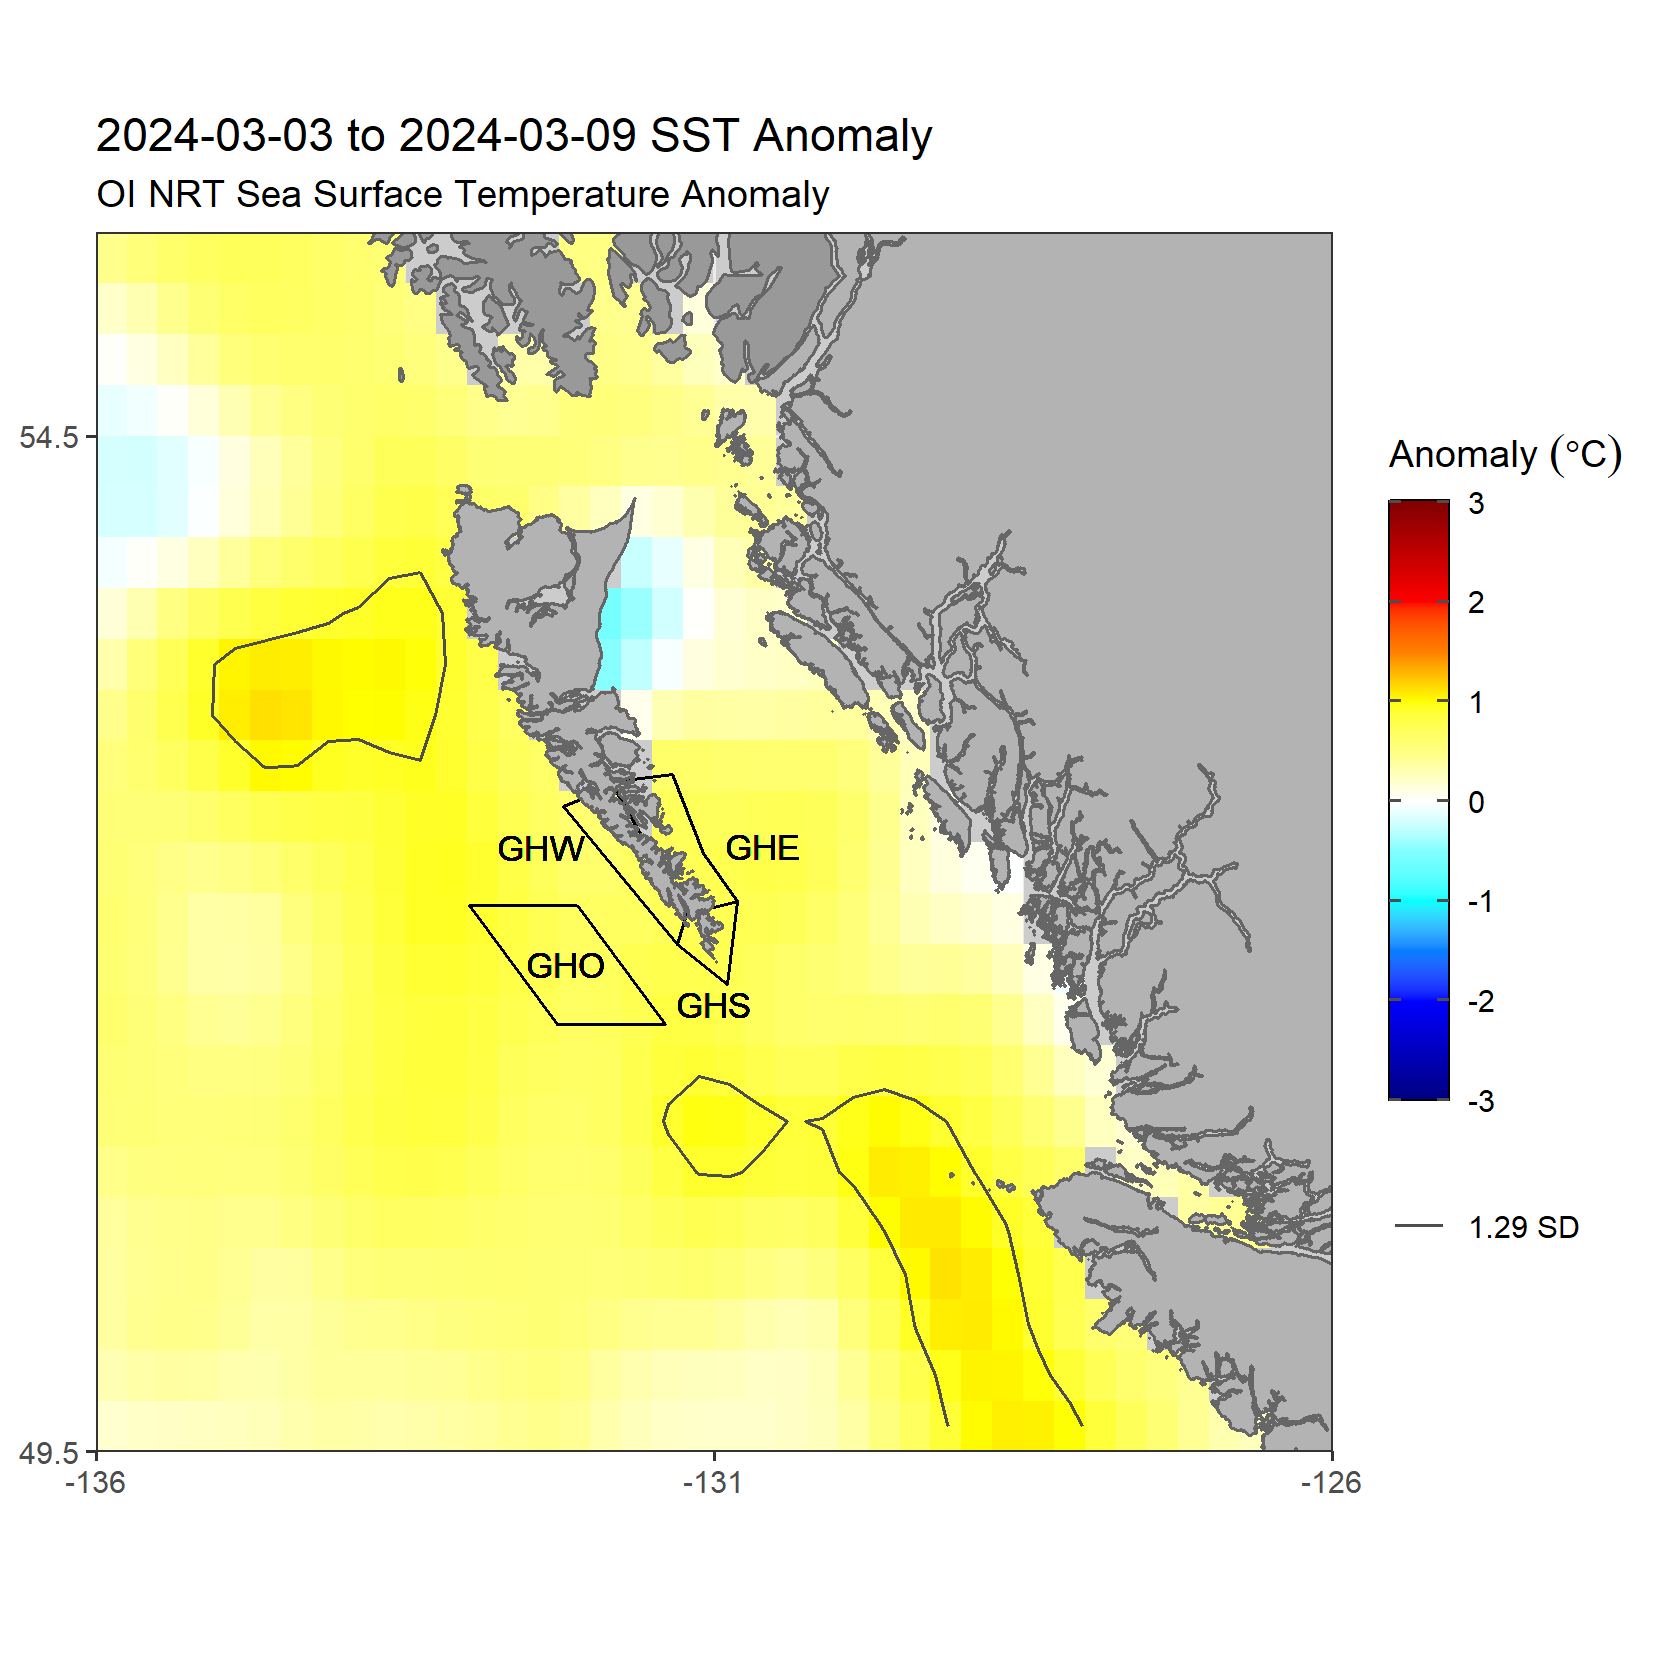 2024-03-03 to 2024-03-09 SST Anomaly
OI NRT Sea Surface Temperature Anomaly
54.5
49.5
-136
-131
-126
GHW
GHE
GHO
GHS
Anomaly (°C)
3
2
1
0
-1
-2
-3
1.29 SD